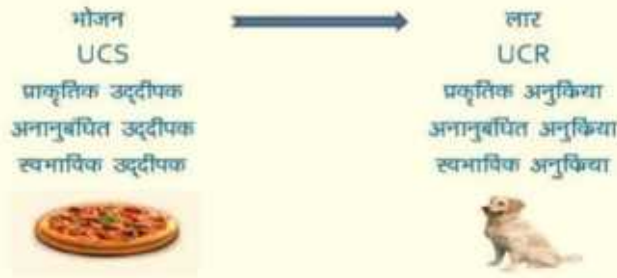 भोजन
लार
UCS
UCR
प्राकृतिक उद्दीपक
प्रकृतिक अनुक्रिया
अनानुबंधित उद्दीपक
अनानुबंधित अनुक्रिया
स्वभाविक उद्दीपक
स्वभाविक अनुक्रिया